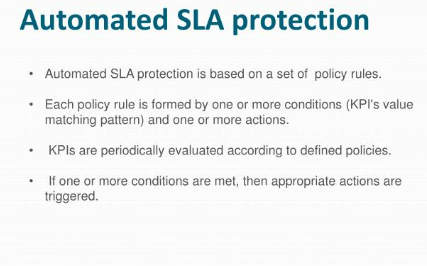 Automated SLA protection
• Automated SLA protection is based on a set of policy rules.
• Each policy rule is formed by one or more conditions (KPI's value
matching pattern) and one or more actions.
• KPIs are periodically evaluated according to defined policies.
• If one or more conditions are met, then appropriate actions are
triggered.